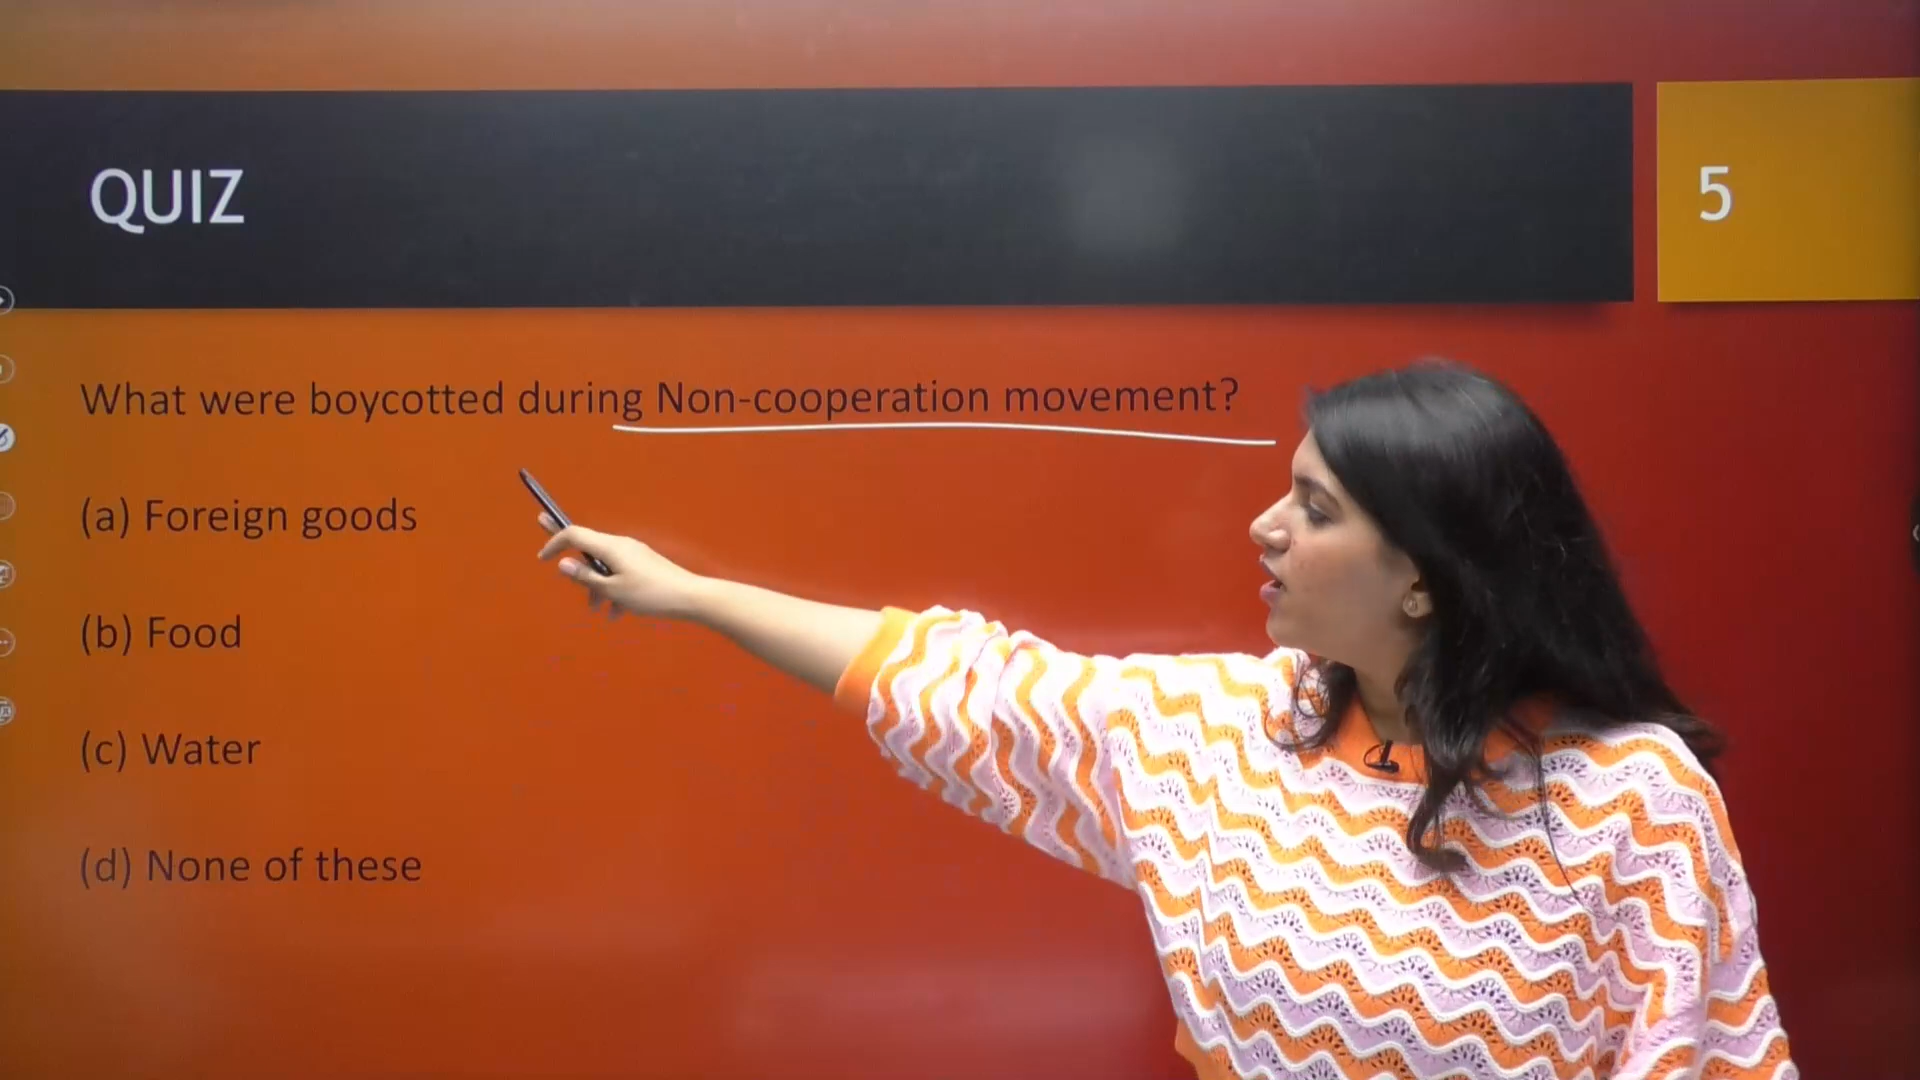 QUIZ
5
What were boycotted during Non-cooperation movement?
(a) Foreign goods
(b) Food
(c) Water
(d) None of these